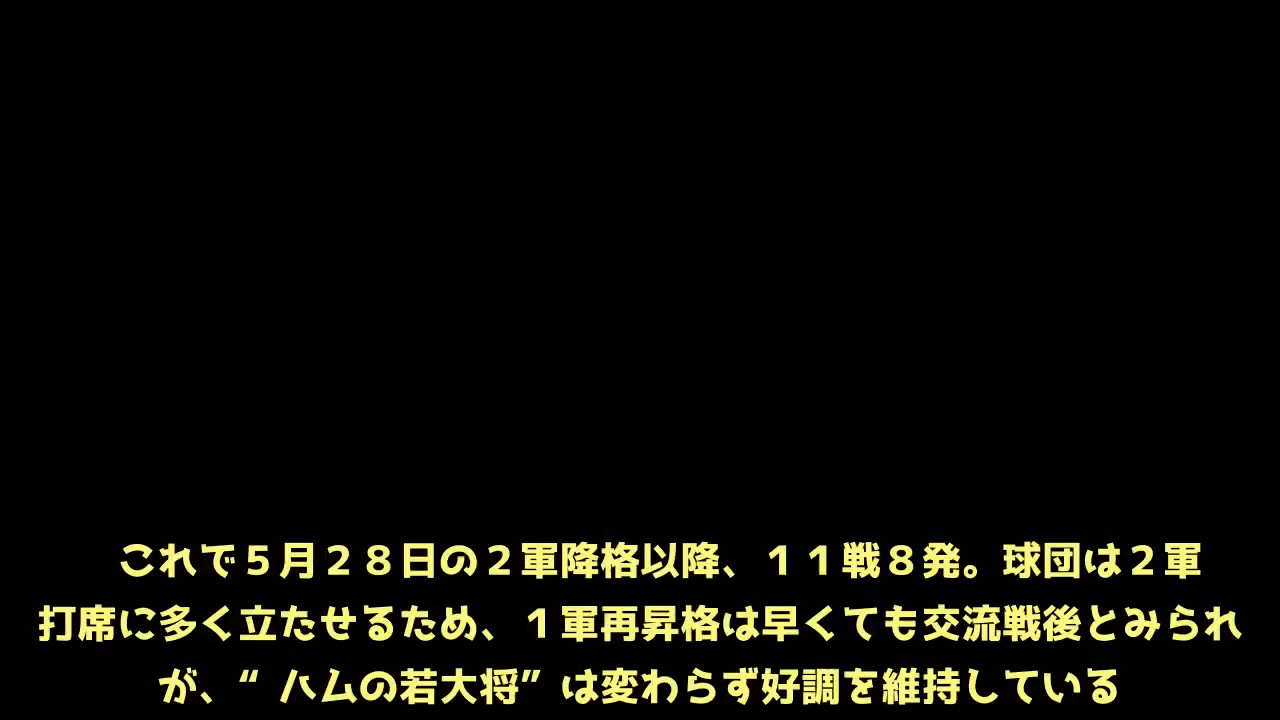 これで５月２８日の２軍降格以降、１１戦８発。球団は２軍
打席に多く立たせるため、１軍再昇格は早くても交流戦後とみられ
が、“ハムの若大将”は変わらず好調を維持している